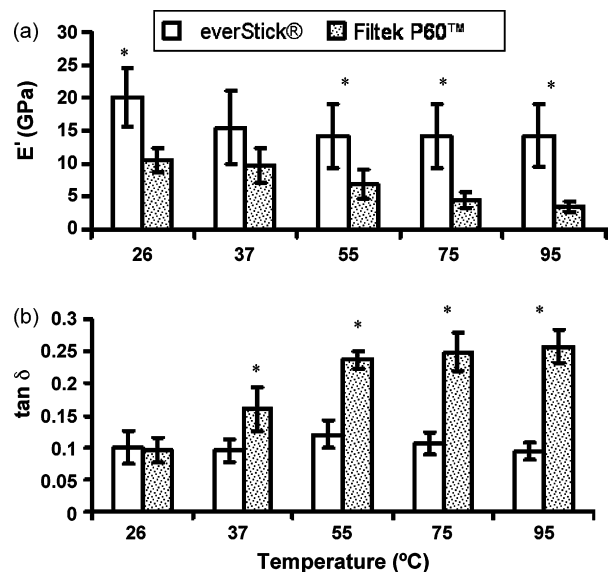 (a)
everStick® Filtek P60™
E' (GPa)
30
25
20
15
10
5
0
*
*
*
*
26 37 55 75 95
(b)
tan δ
0.3
0.25
0.2
0.15
0.1
0.05
0
*
*
*
*
26 37 55 75 95
Temperature (ºC)